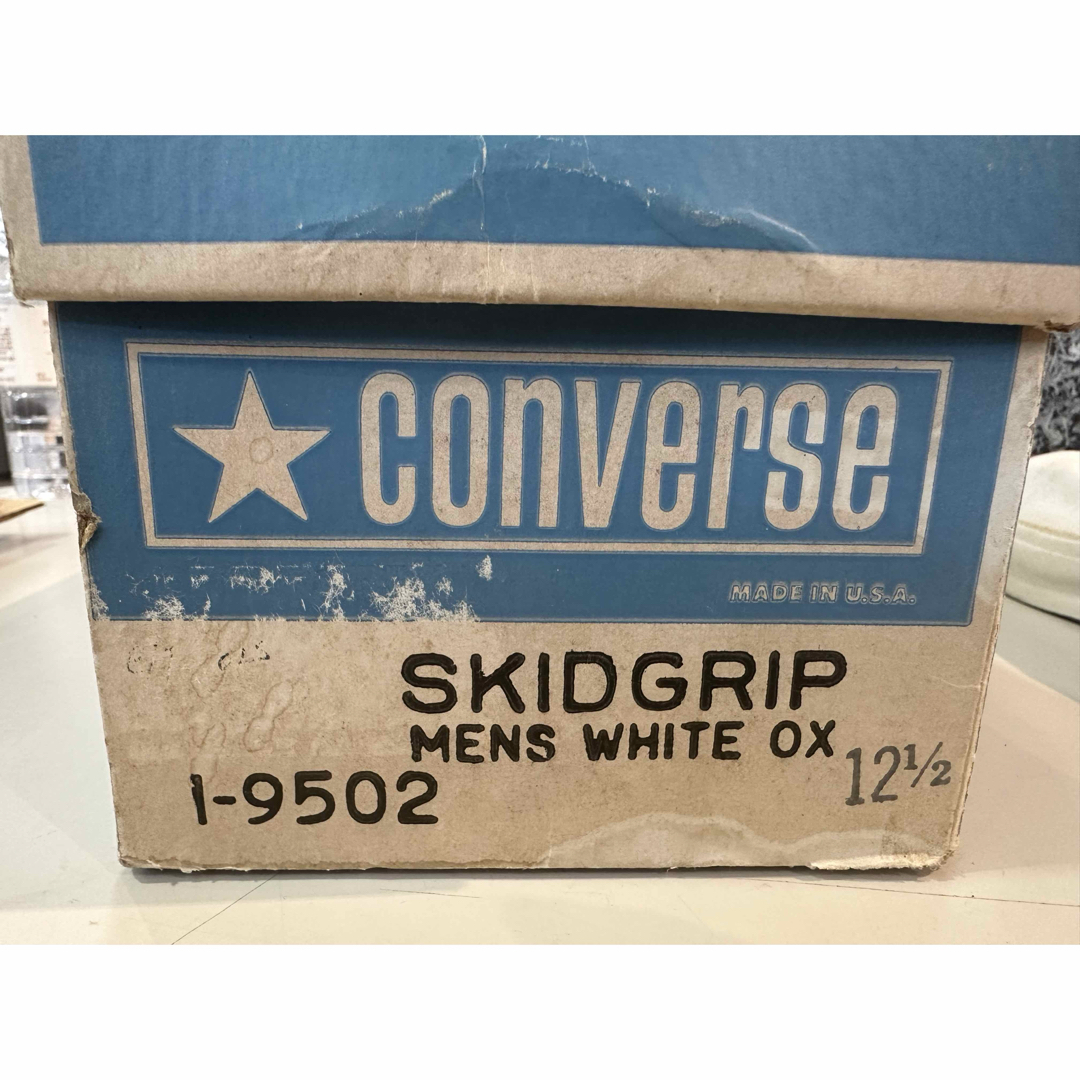 converse
MADE IN U.S.A.
SKIDGRIP
MENS WHITE OX
12½
1-9502